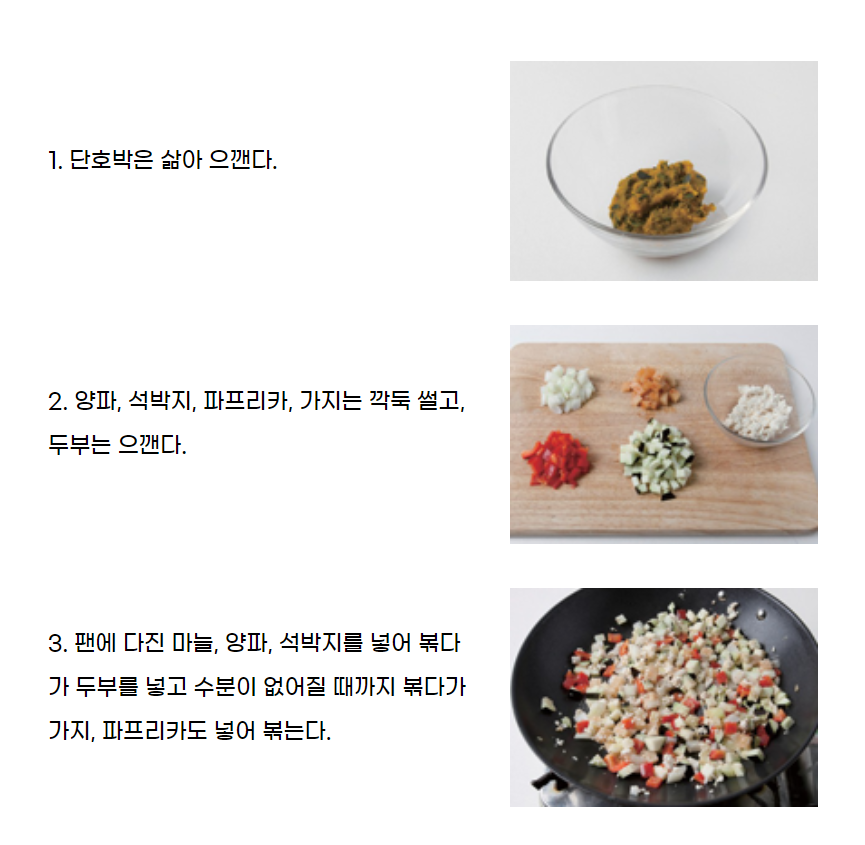 1. 단호박은 삶아 으깬다.
2. 양파, 석박지, 파프리카, 가지는 깍둑 썰고,
두부는 으깬다.
3. 팬에 다진 마늘, 양파, 석박지를 넣어 볶다
가 두부를 넣고 수분이 없어질 때까지 볶다가
가지, 파프리카도 넣어 볶는다.